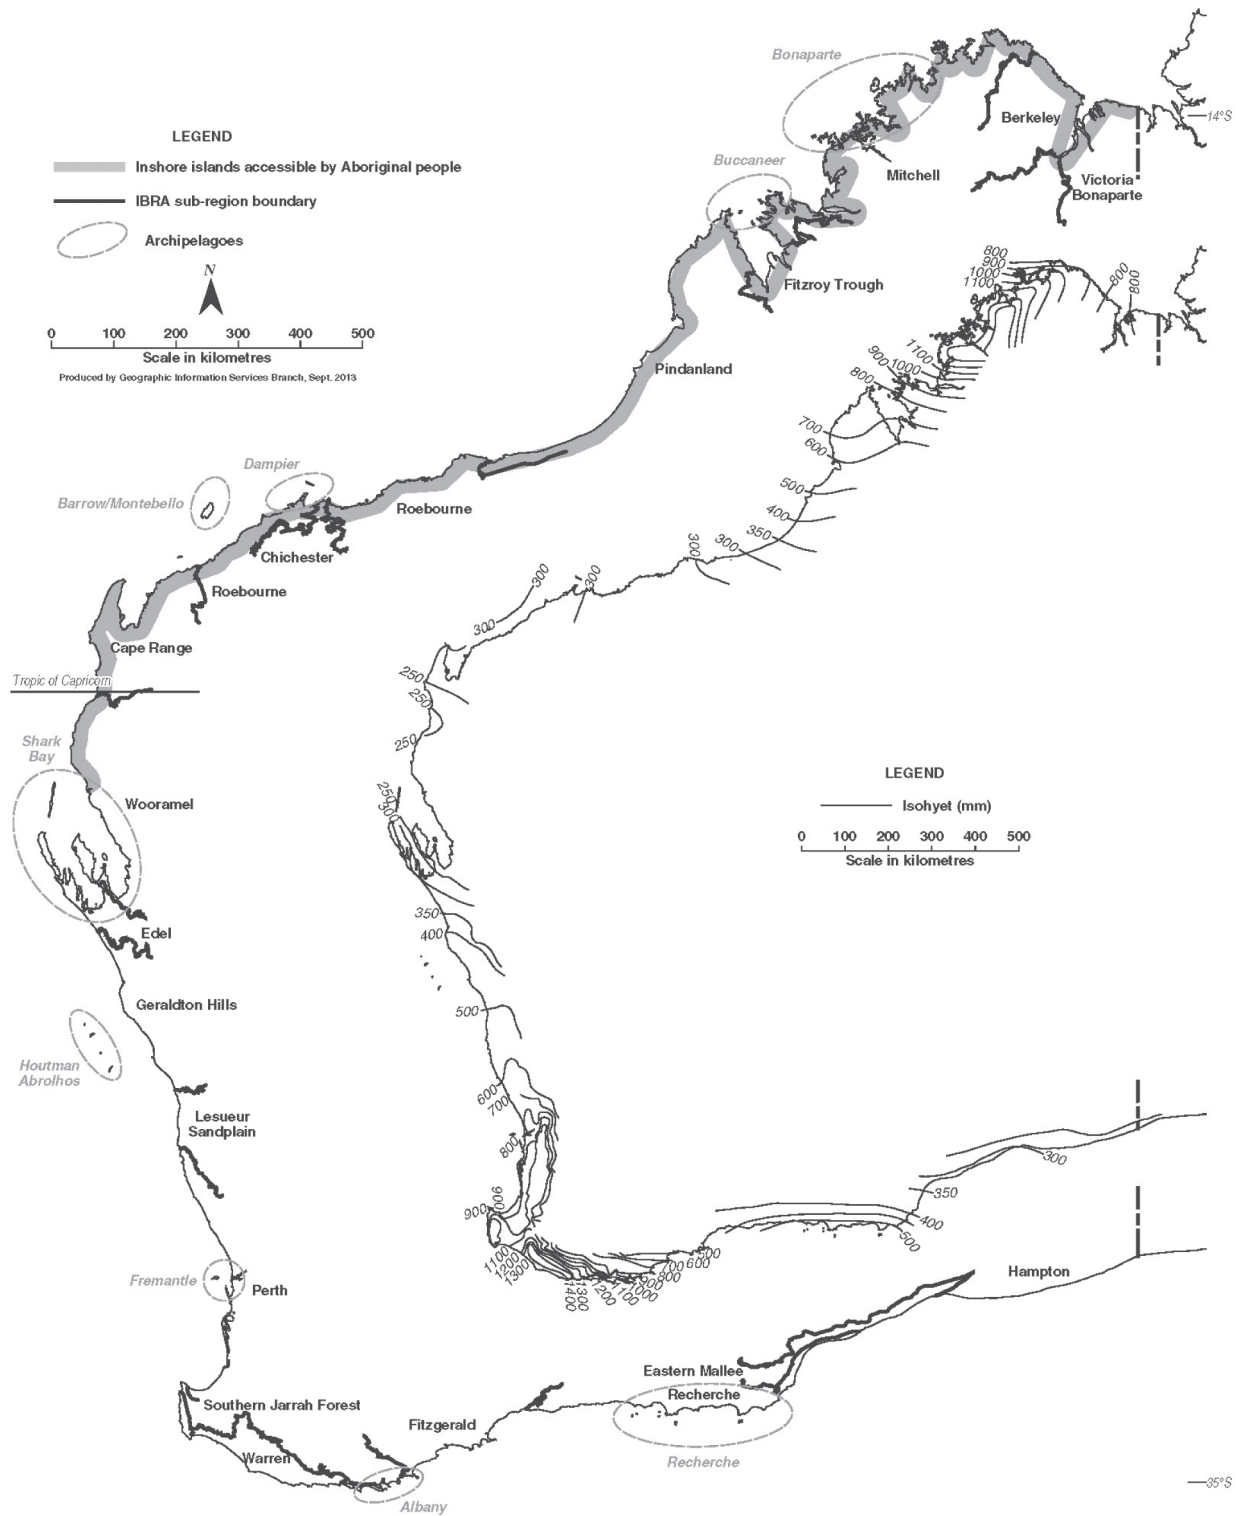 Bonaparte
Berkeley
14°S
LEGEND
Inshore islands accessible by Aboriginal people
IBRA sub-region boundary
Archipelagoes
N
0 100 200 300 400 500
Scale in kilometres
Produced by Geographic Information Services Branch, Sept. 2013
Buccaneer
Mitchell
Victoria
Bonaparte
Fitzroy Trough
Pindanland
800
900
1000
1100
800
800
1100
1000
900
800
700
600
500
400
350
300
300
300
300
300
250
250
250
250
300
350
400
500
600
700
800
900
900
1100
1200
1300
1400
1300
1200
1100
1000
900
800
700
600
500
500
400
350
300
Dampier
Barrow/Montebello
Roebourne
Chichester
Roebourne
Cape Range
Tropic of Capricorn
Shark
Bay
Wooramel
LEGEND
Isohyet (mm)
0 100 200 300 400 500
Scale in kilometres
Edel
Geraldton Hills
Houtman
Abrolhos
Lesueur
Sandplain
Fremantle
Perth
Hampton
Eastern Mallee
Recherche
Southern Jarrah Forest
Fitzgerald
Warren
Recherche
Albany
35°S